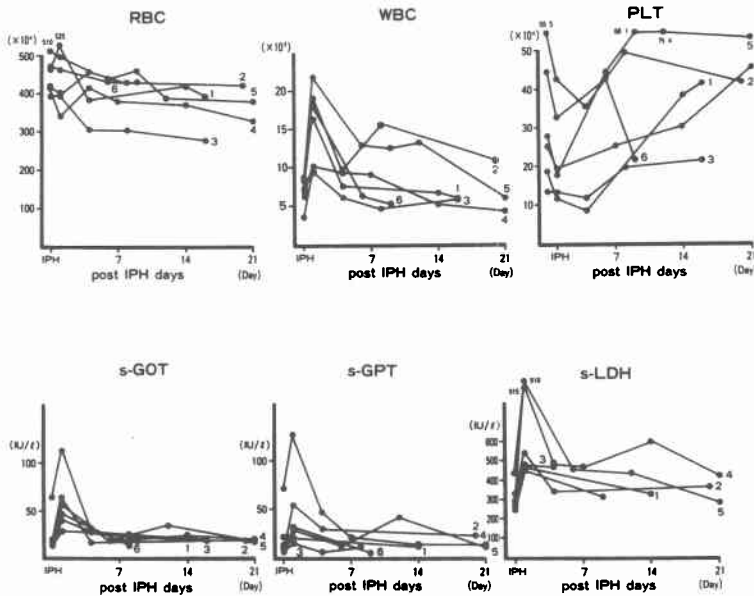 RBC
(×10⁴)
510
525
500
400
300
200
100
6
2
1
5
4
3
IPH
7
14
21
post IPH days
(Day)
WBC
20
15
10
5
2
1
5
6
3
4
IPH
7
14
21
post IPH days
(Day)
PLT
(×10⁴)
50
40
30
20
10
5
2
1
6
3
IPH
7
14
21
post IPH days
(Day)
s-GOT
(IU/ℓ)
100
50
6
1
3
2
4
5
IPH
7
14
21
post IPH days
(Day)
s-GPT
(IU/ℓ)
100
50
3
6
1
2
4
5
IPH
7
14
21
post IPH days
(Day)
s-LDH
(IU/ℓ)
600
500
400
300
200
100
3
1
4
2
5
IPH
7
14
21
post IPH days
(Day)